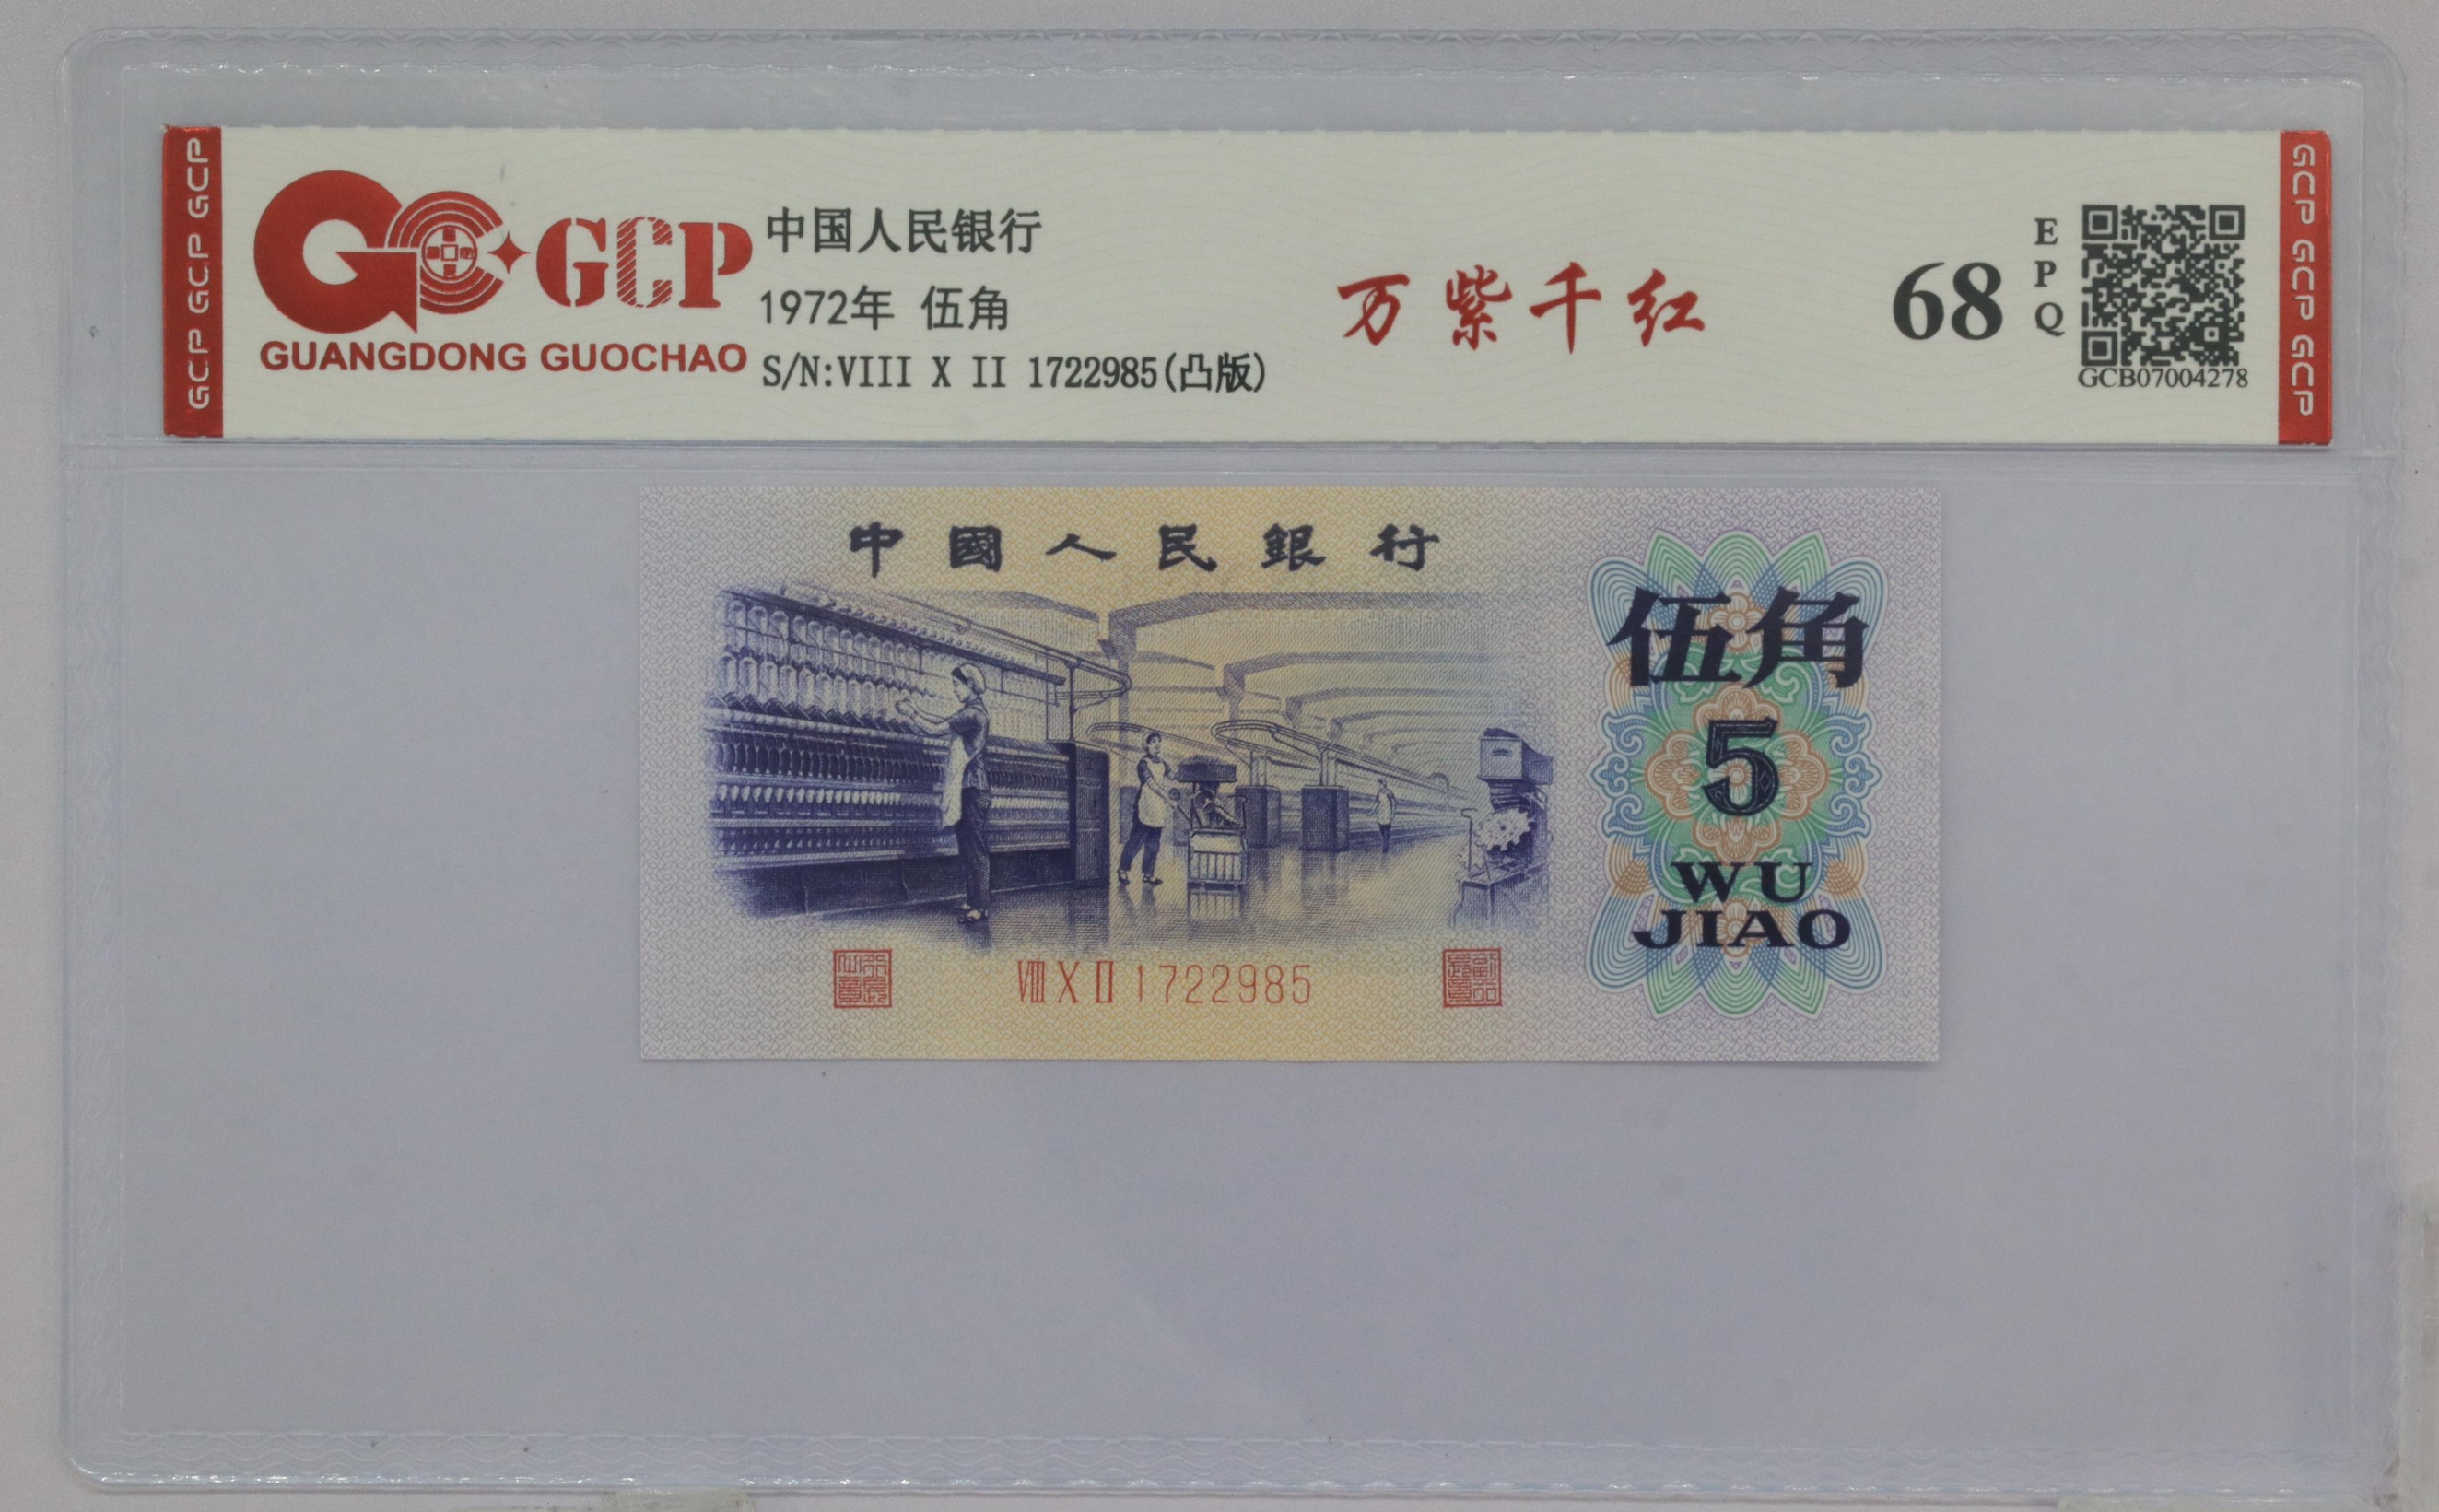 GCP GCP GCP
GCP
GUANGDONG GUOCHAO
中国人民银行
1972年 伍角
S/N:VIII X II 1722985(凸版)
万紫千红
68
E
P
Q
GCB07004278
GCP GCP GCP
中國人民銀行
伍角
5
WU
JIAO
VIII X II 1722985